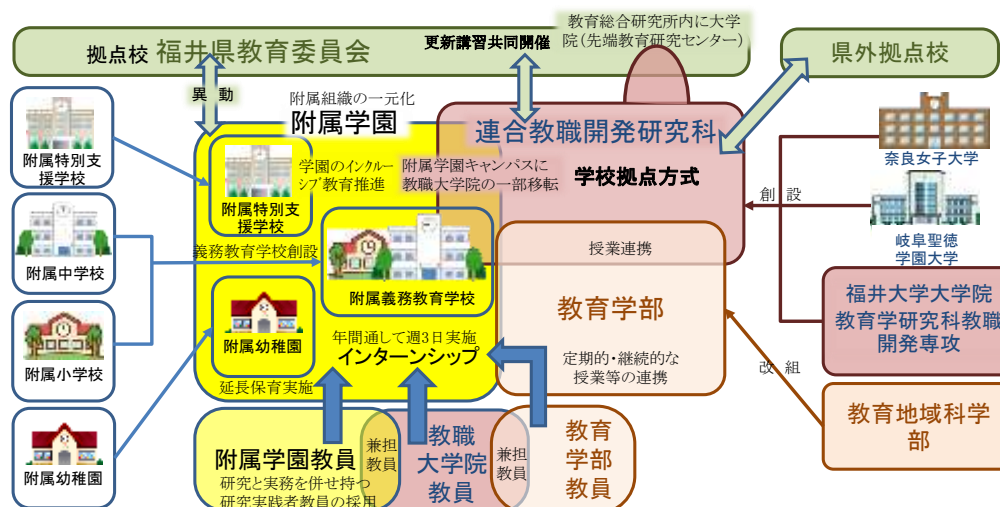 拠点校 福井県教育委員会
更新講習共同開催
教育総合研究所内に大学
院(先端教育研究センター)
県外拠点校
異 動
附属組織の一元化
附属学園
連合教職開発研究科
学校拠点方式
附属特別支
援学校
附属中学校
附属小学校
附属幼稚園
附属特別支
援学校
学園のインクルー
シブ教育推進
附属学園キャンパスに
教職大学院の一部移転
義務教育学校創設
附属義務教育学校
附属幼稚園
延長保育実施
年間通して週3日実施
インターンシップ
授業連携
教育学部
定期的・継続的な
授業等の連携
創 設
改 組
奈良女子大学
岐阜聖徳
学園大学
福井大学大学院
教育学研究科教職
開発専攻
教育地域科学
部
附属学園教員
研究と実務を併せ持つ
研究実践者教員の採用
兼担
教員
教職
大学院
教員
兼担
教員
教育
学部
教員